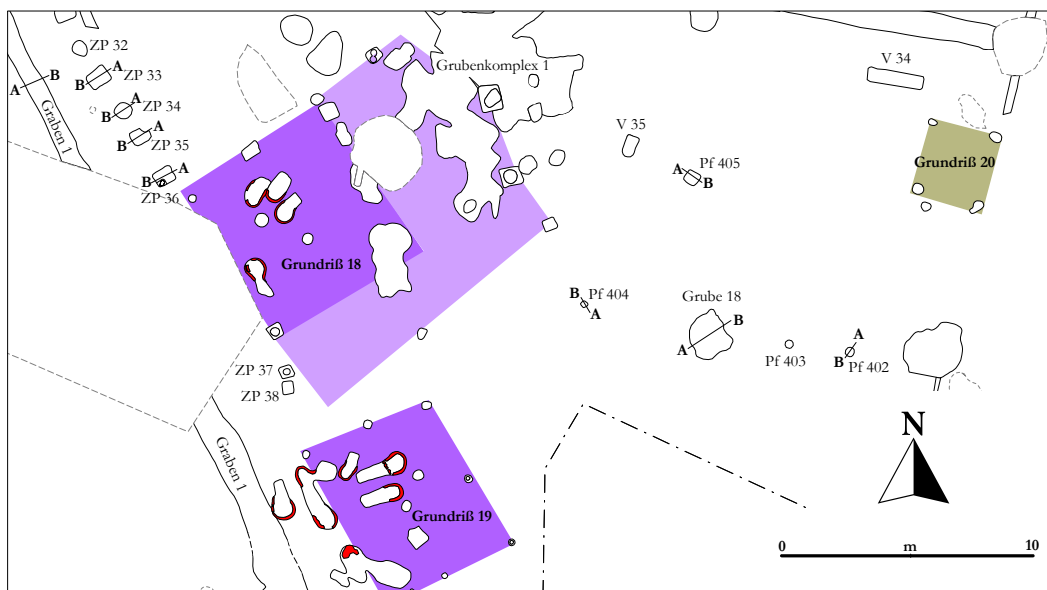 ZP 32
A
B
ZP 33
A
B
Graben 1
A
B
ZP 34
A
B
ZP 35
A
B
ZP 36
Grubenkomplex 1
V 34
V 35
A
Pf 405
B
Grundriß 20
Grundriß 18
B
Pf 404
A
Grube 18
B
A
Pf 403
A
B
Pf 402
ZP 37
ZP 38
Graben 1
Grundriß 19
N
0
m
10